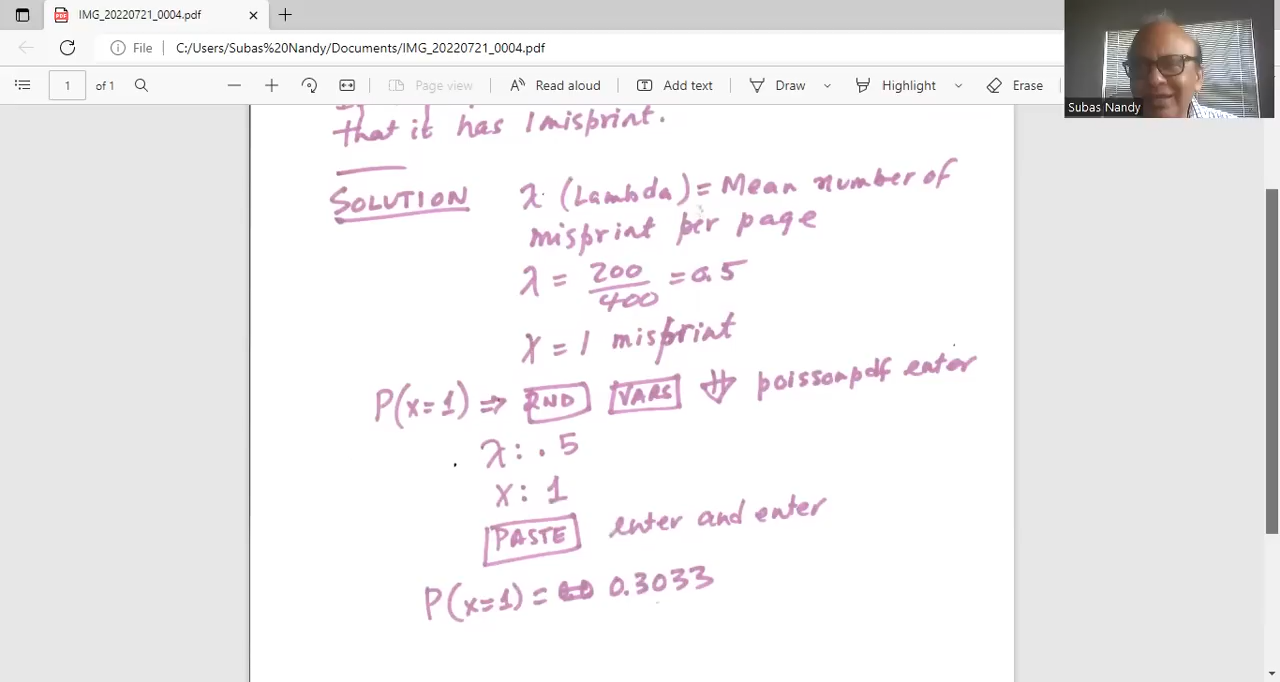 IMG_20220721_0004.pdf
File C:/Users/Subas%20Nandy/Documents/IMG_20220721_0004.pdf
1 of 1 Page view Read aloud Add text Draw Highlight Erase
Subas Nandy
that it has 1 misprint.
SOLUTION λ (Lambda) = Mean number of
misprint per page
λ = 200/400 = 0.5
X = 1 misprint
P(x=1) ⇒ 2ND VARS poissonpdf enter
λ: .5
x: 1
PASTE enter and enter
P(x=1) = 0.3033